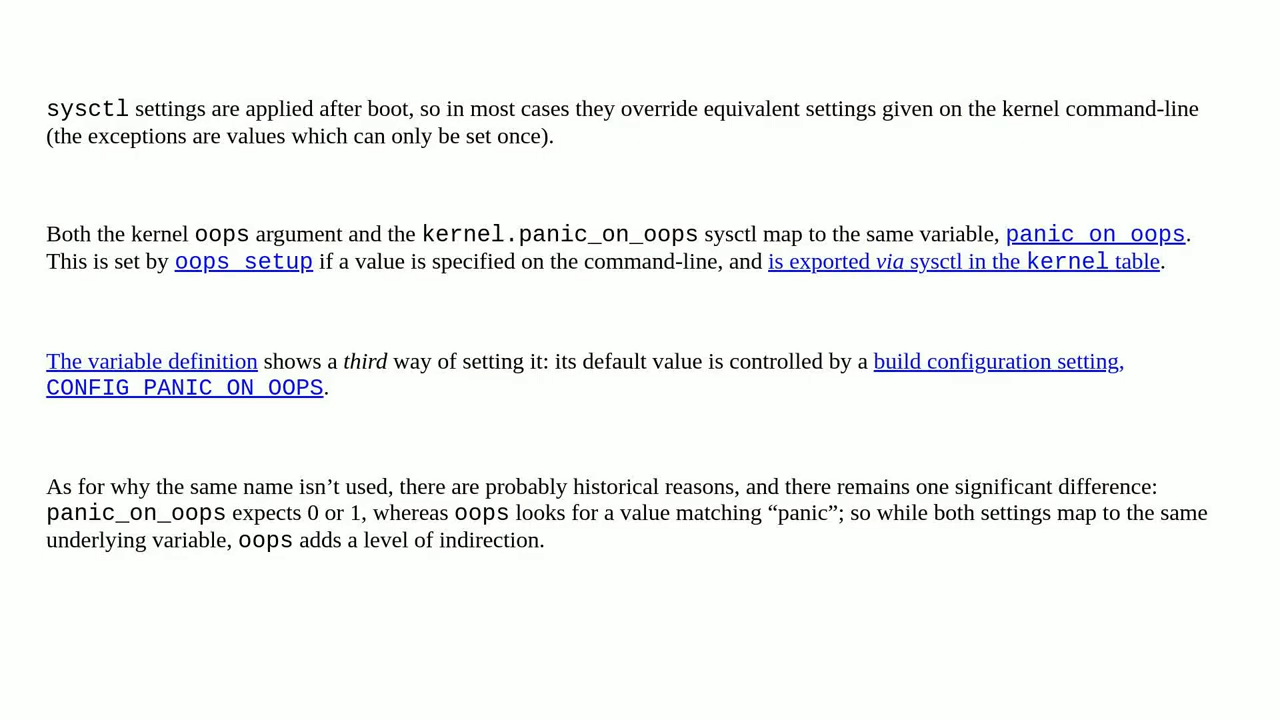 sysctl settings are applied after boot, so in most cases they override equivalent settings given on the kernel command-line
(the exceptions are values which can only be set once).
Both the kernel oops argument and the kernel.panic_on_oops sysctl map to the same variable, panic_on_oops.
This is set by oops_setup if a value is specified on the command-line, and is exported via sysctl in the kernel table.
The variable definition shows a third way of setting it: its default value is controlled by a build configuration setting,
CONFIG_PANIC_ON_OOPS.
As for why the same name isn’t used, there are probably historical reasons, and there remains one significant difference:
panic_on_oops expects 0 or 1, whereas oops looks for a value matching “panic”; so while both settings map to the same
underlying variable, oops adds a level of indirection.